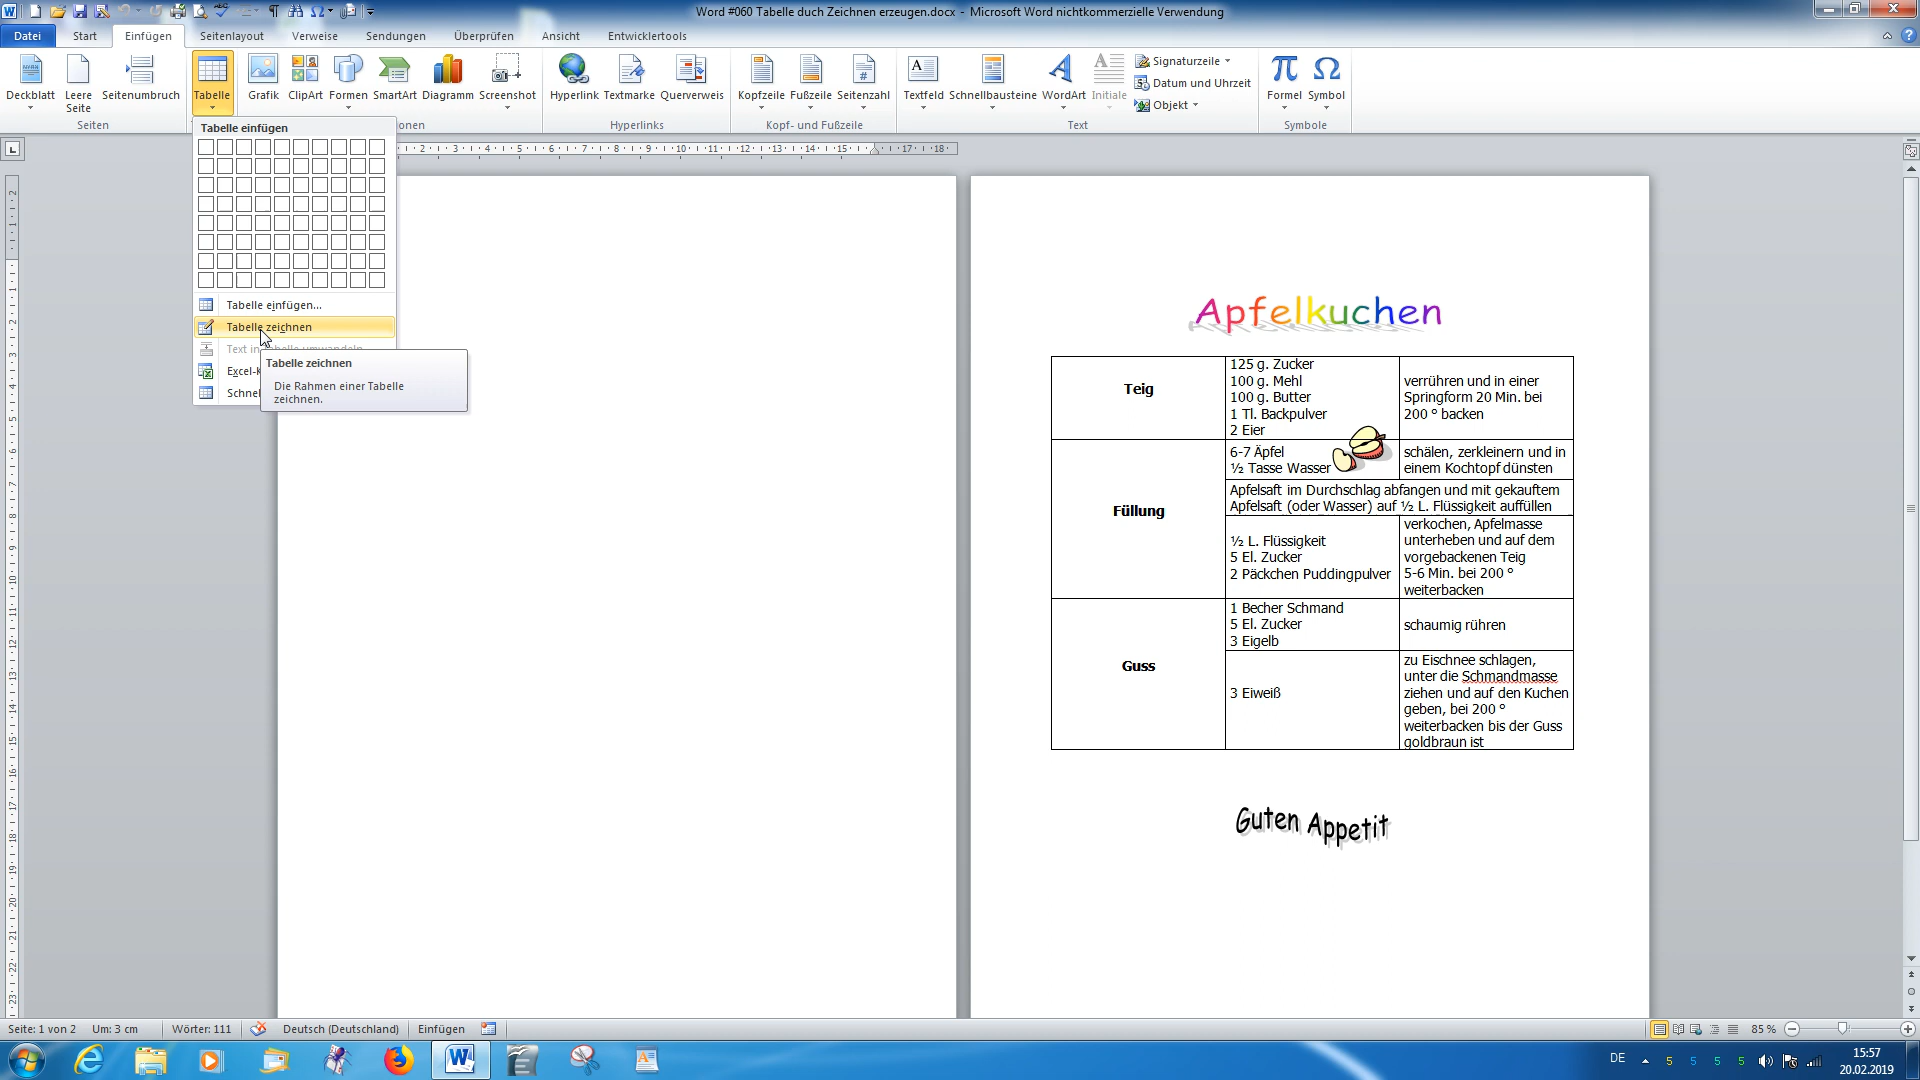 Word #060 Tabelle duch Zeichnen erzeugen.docx - Microsoft Word nichtkommerzielle Verwendung
Datei Start Einfügen Seitenlayout Verweise Sendungen Überprüfen Ansicht Entwicklertools
Deckblatt Leere Seite Seitenumbruch Tabelle Grafik ClipArt Formen SmartArt Diagramm Screenshot Hyperlink Textmarke Querverweis Kopfzeile Fußzeile Seitenzahl Textfeld Schnellbausteine WordArt Initiale Formel Symbol
Signaturzeile
Datum und Uhrzeit
Objekt
Seiten Hyperlinks Kopf- und Fußzeile Text Symbole
Tabelle einfügen
Tabelle einfügen...
Tabelle zeichnen
Text in Tabelle umwandeln
Excel-K
Schnel
Tabelle zeichnen
Die Rahmen einer Tabelle
zeichnen.
Apfelkuchen
Teig
125 g. Zucker
100 g. Mehl
100 g. Butter
1 Tl. Backpulver
2 Eier
verrühren und in einer
Springform 20 Min. bei
200 ° backen
Füllung
6-7 Äpfel
½ Tasse Wasser
schälen, zerkleinern und in
einem Kochtopf dünsten
Apfelsaft im Durchschlag abfangen und mit gekauftem
Apfelsaft (oder Wasser) auf ½ L. Flüssigkeit auffüllen
½ L. Flüssigkeit
5 El. Zucker
2 Päckchen Puddingpulver
verkochen, Apfelmasse
unterheben und auf dem
vorgebackenen Teig
5-6 Min. bei 200 °
weiterbacken
Guss
1 Becher Schmand
5 El. Zucker
3 Eigelb
schaumig rühren
3 Eiweiß
zu Eischnee schlagen,
unter die Schmandmasse
ziehen und auf den Kuchen
geben, bei 200 °
weiterbacken bis der Guss
goldbraun ist
Guten Appetit
Seite: 1 von 2 Um: 3 cm Wörter: 111 Deutsch (Deutschland) Einfügen 85 %
DE 5 5 5 5 15:57
20.02.2019